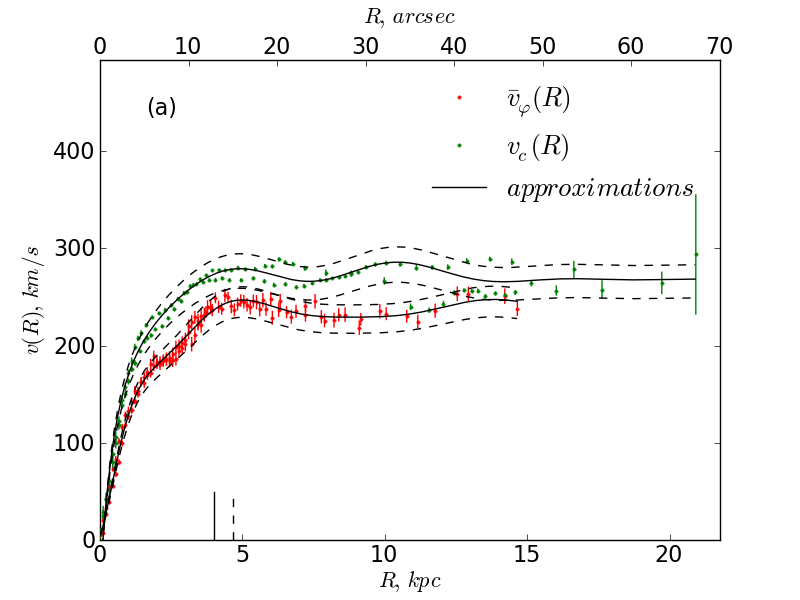 R, arcsec
0 10 20 30 40 50 60 70
(a)
v̄φ(R)
vc(R)
approximations
400
300
200
100
0
v(R), km/s
0 5 10 15 20
R, kpc